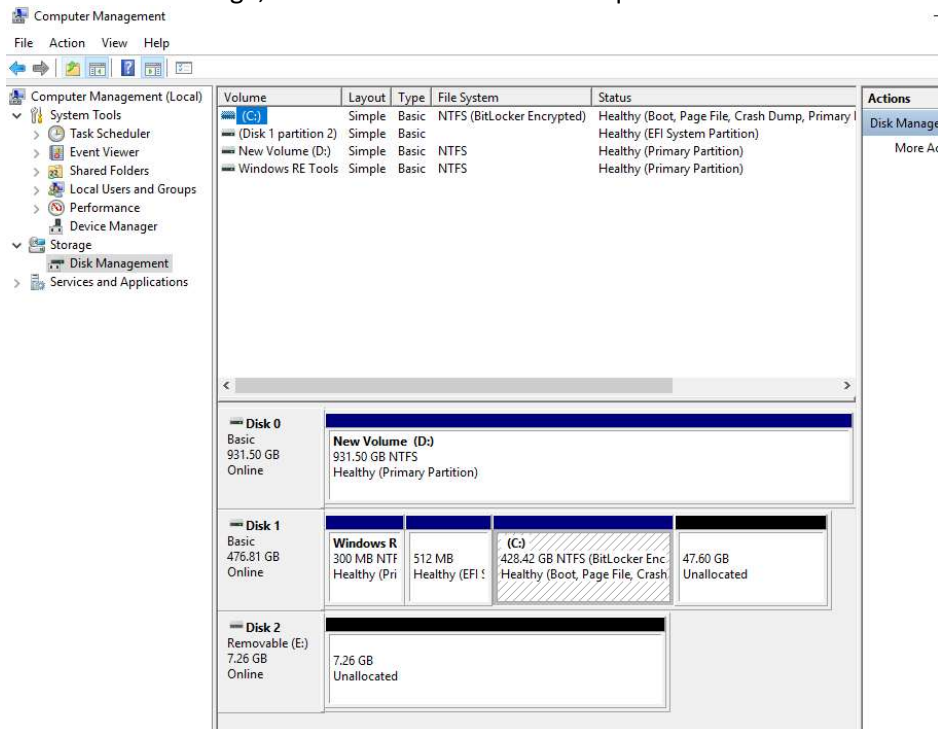 Computer Management
File Action View Help
Computer Management (Local)
System Tools
Task Scheduler
Event Viewer
Shared Folders
Local Users and Groups
Performance
Device Manager
Storage
Disk Management
Services and Applications
Volume Layout Type File System Status
(C:) Simple Basic NTFS (BitLocker Encrypted) Healthy (Boot, Page File, Crash Dump, Primary
(Disk 1 partition 2) Simple Basic Healthy (EFI System Partition)
New Volume (D:) Simple Basic NTFS Healthy (Primary Partition)
Windows RE Tools Simple Basic NTFS Healthy (Primary Partition)
Actions
Disk Manage
More Ac
Disk 0
Basic
931.50 GB
Online
New Volume (D:)
931.50 GB NTFS
Healthy (Primary Partition)
Disk 1
Basic
476.81 GB
Online
Windows R
300 MB NTF
Healthy (Pri
512 MB
Healthy (EFI S
(C:)
428.42 GB NTFS (BitLocker Enc
Healthy (Boot, Page File, Crash
47.60 GB
Unallocated
Disk 2
Removable (E:)
7.26 GB
Online
7.26 GB
Unallocated